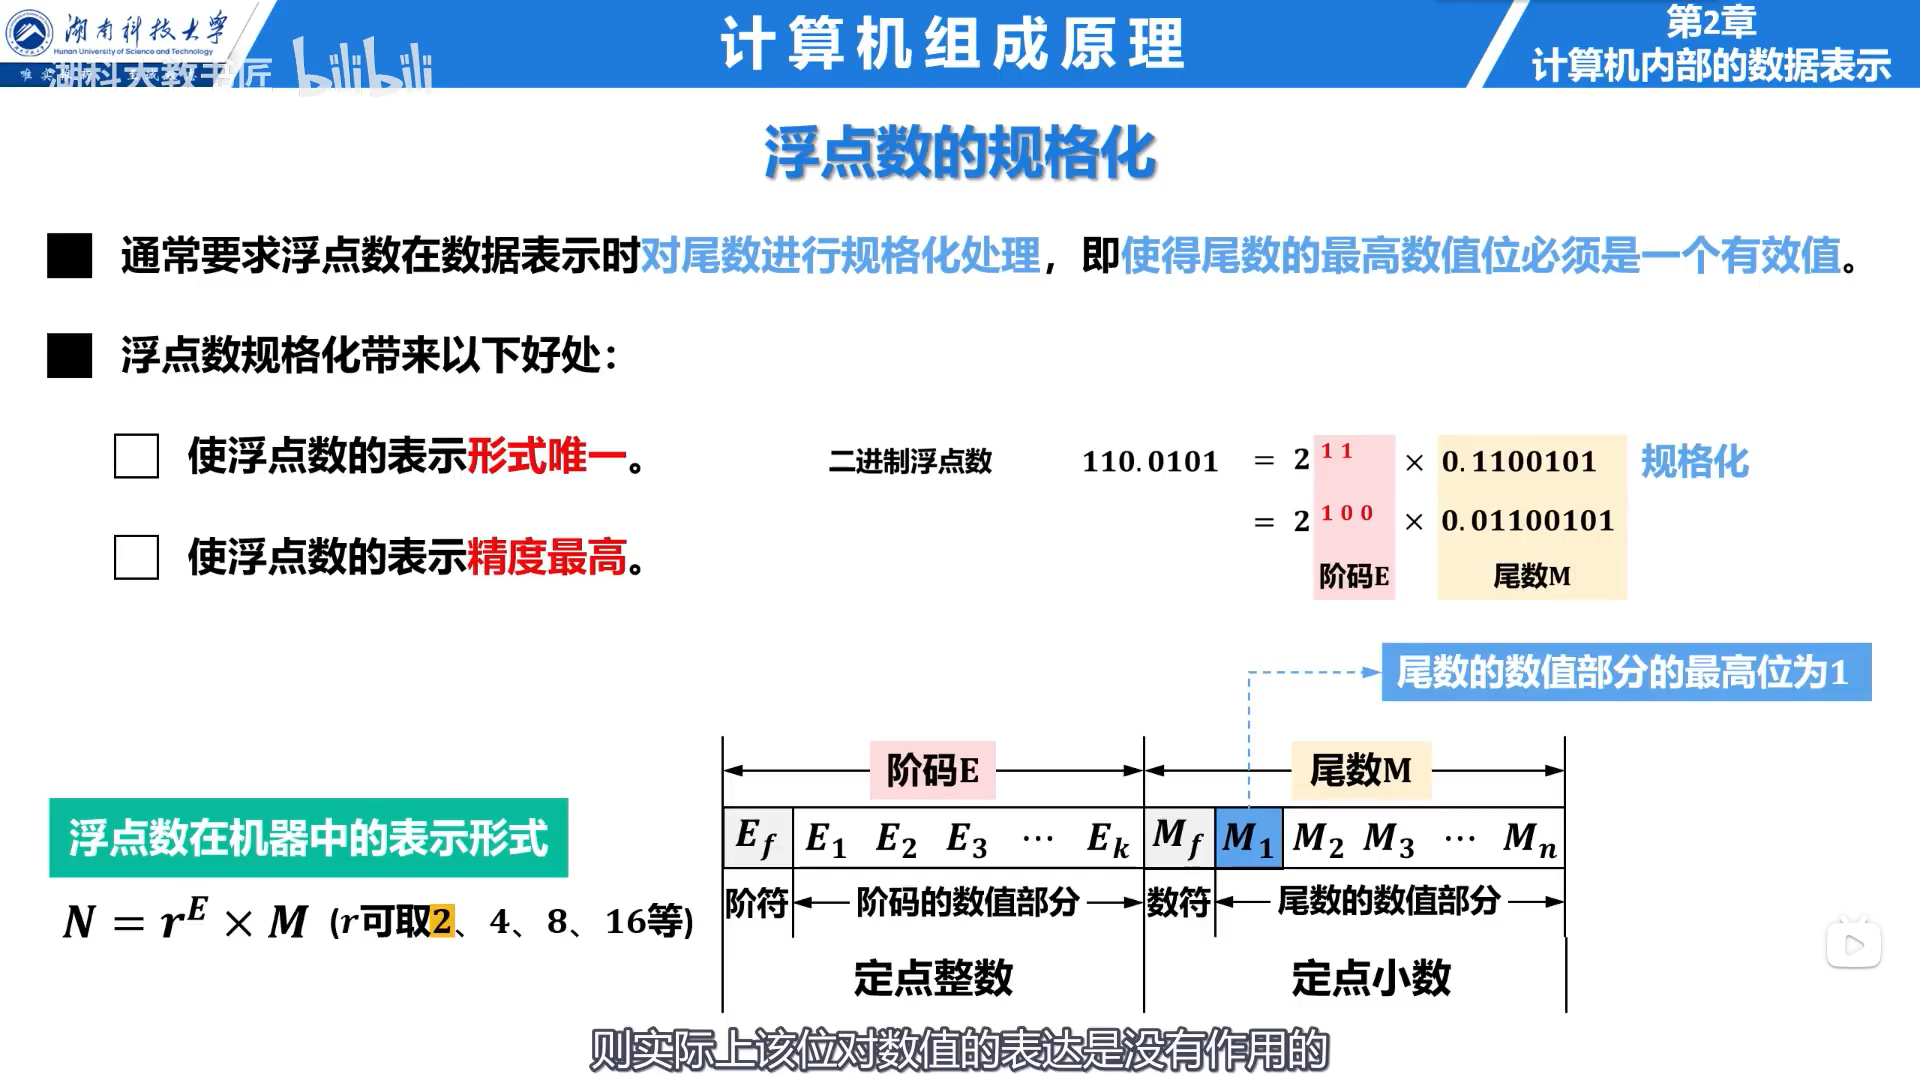 湖南科技大学
Hunan University of Science and Technology
湖科大教书匠
bilibili
计算机组成原理
第2章
计算机内部的数据表示
浮点数的规格化
通常要求浮点数在数据表示时对尾数进行规格化处理，即使得尾数的最高数值位必须是一个有效值。
浮点数规格化带来以下好处：
使浮点数的表示形式唯一。
使浮点数的表示精度最高。
二进制浮点数 110.0101 = 2^11 × 0.1100101 规格化
= 2^100 × 0.01100101
阶码E 尾数M
尾数的数值部分的最高位为1
阶码E 尾数M
浮点数在机器中的表示形式
E_f E_1 E_2 E_3 ⋯ E_k M_f M_1 M_2 M_3 ⋯ M_n
阶符 阶码的数值部分 数符 尾数的数值部分
N = r^E × M (r可取2、4、8、16等)
定点整数 定点小数
则实际上该位对数值的表达是没有作用的